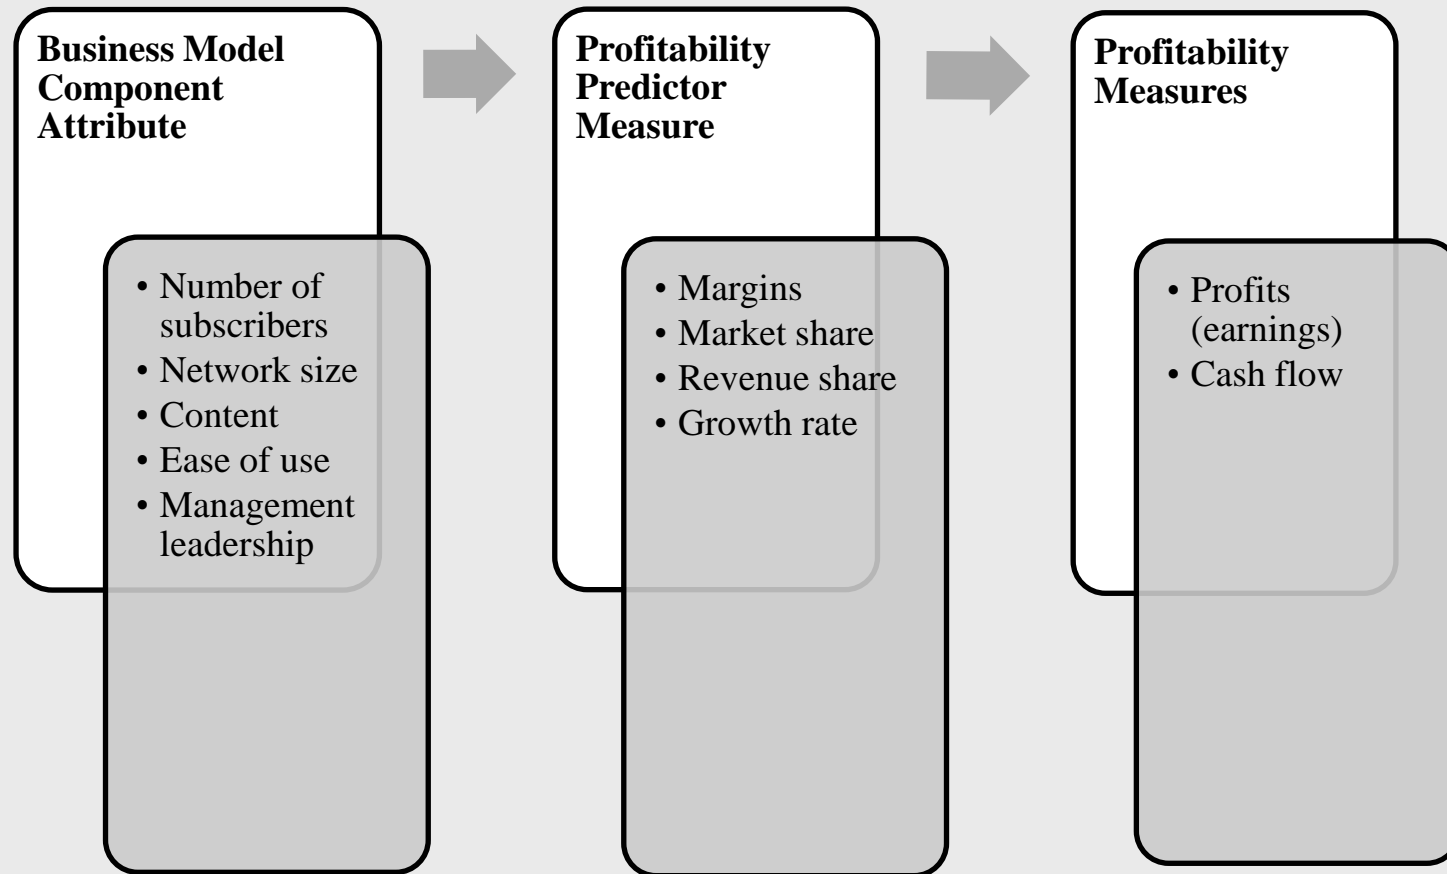 Business Model
Component
Attribute
• Number of
subscribers
• Network size
• Content
• Ease of use
• Management
leadership
Profitability
Predictor
Measure
• Margins
• Market share
• Revenue share
• Growth rate
Profitability
Measures
• Profits
(earnings)
• Cash flow